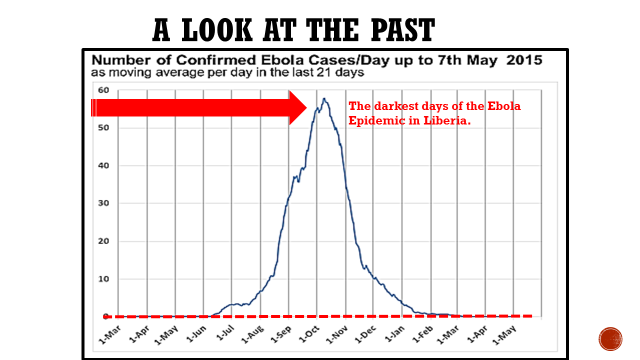 A LOOK AT THE PAST
Number of Confirmed Ebola Cases/Day up to 7th May 2015
as moving average per day in the last 21 days
60
The darkest days of the Ebola
Epidemic in Liberia.
50
40
30
20
10
0
1-Mar 1-Apr 1-May 1-Jun 1-Jul 1-Aug 1-Sep 1-Oct 1-Nov 1-Dec 1-Jan 1-Feb 1-Mar 1-Apr 1-May